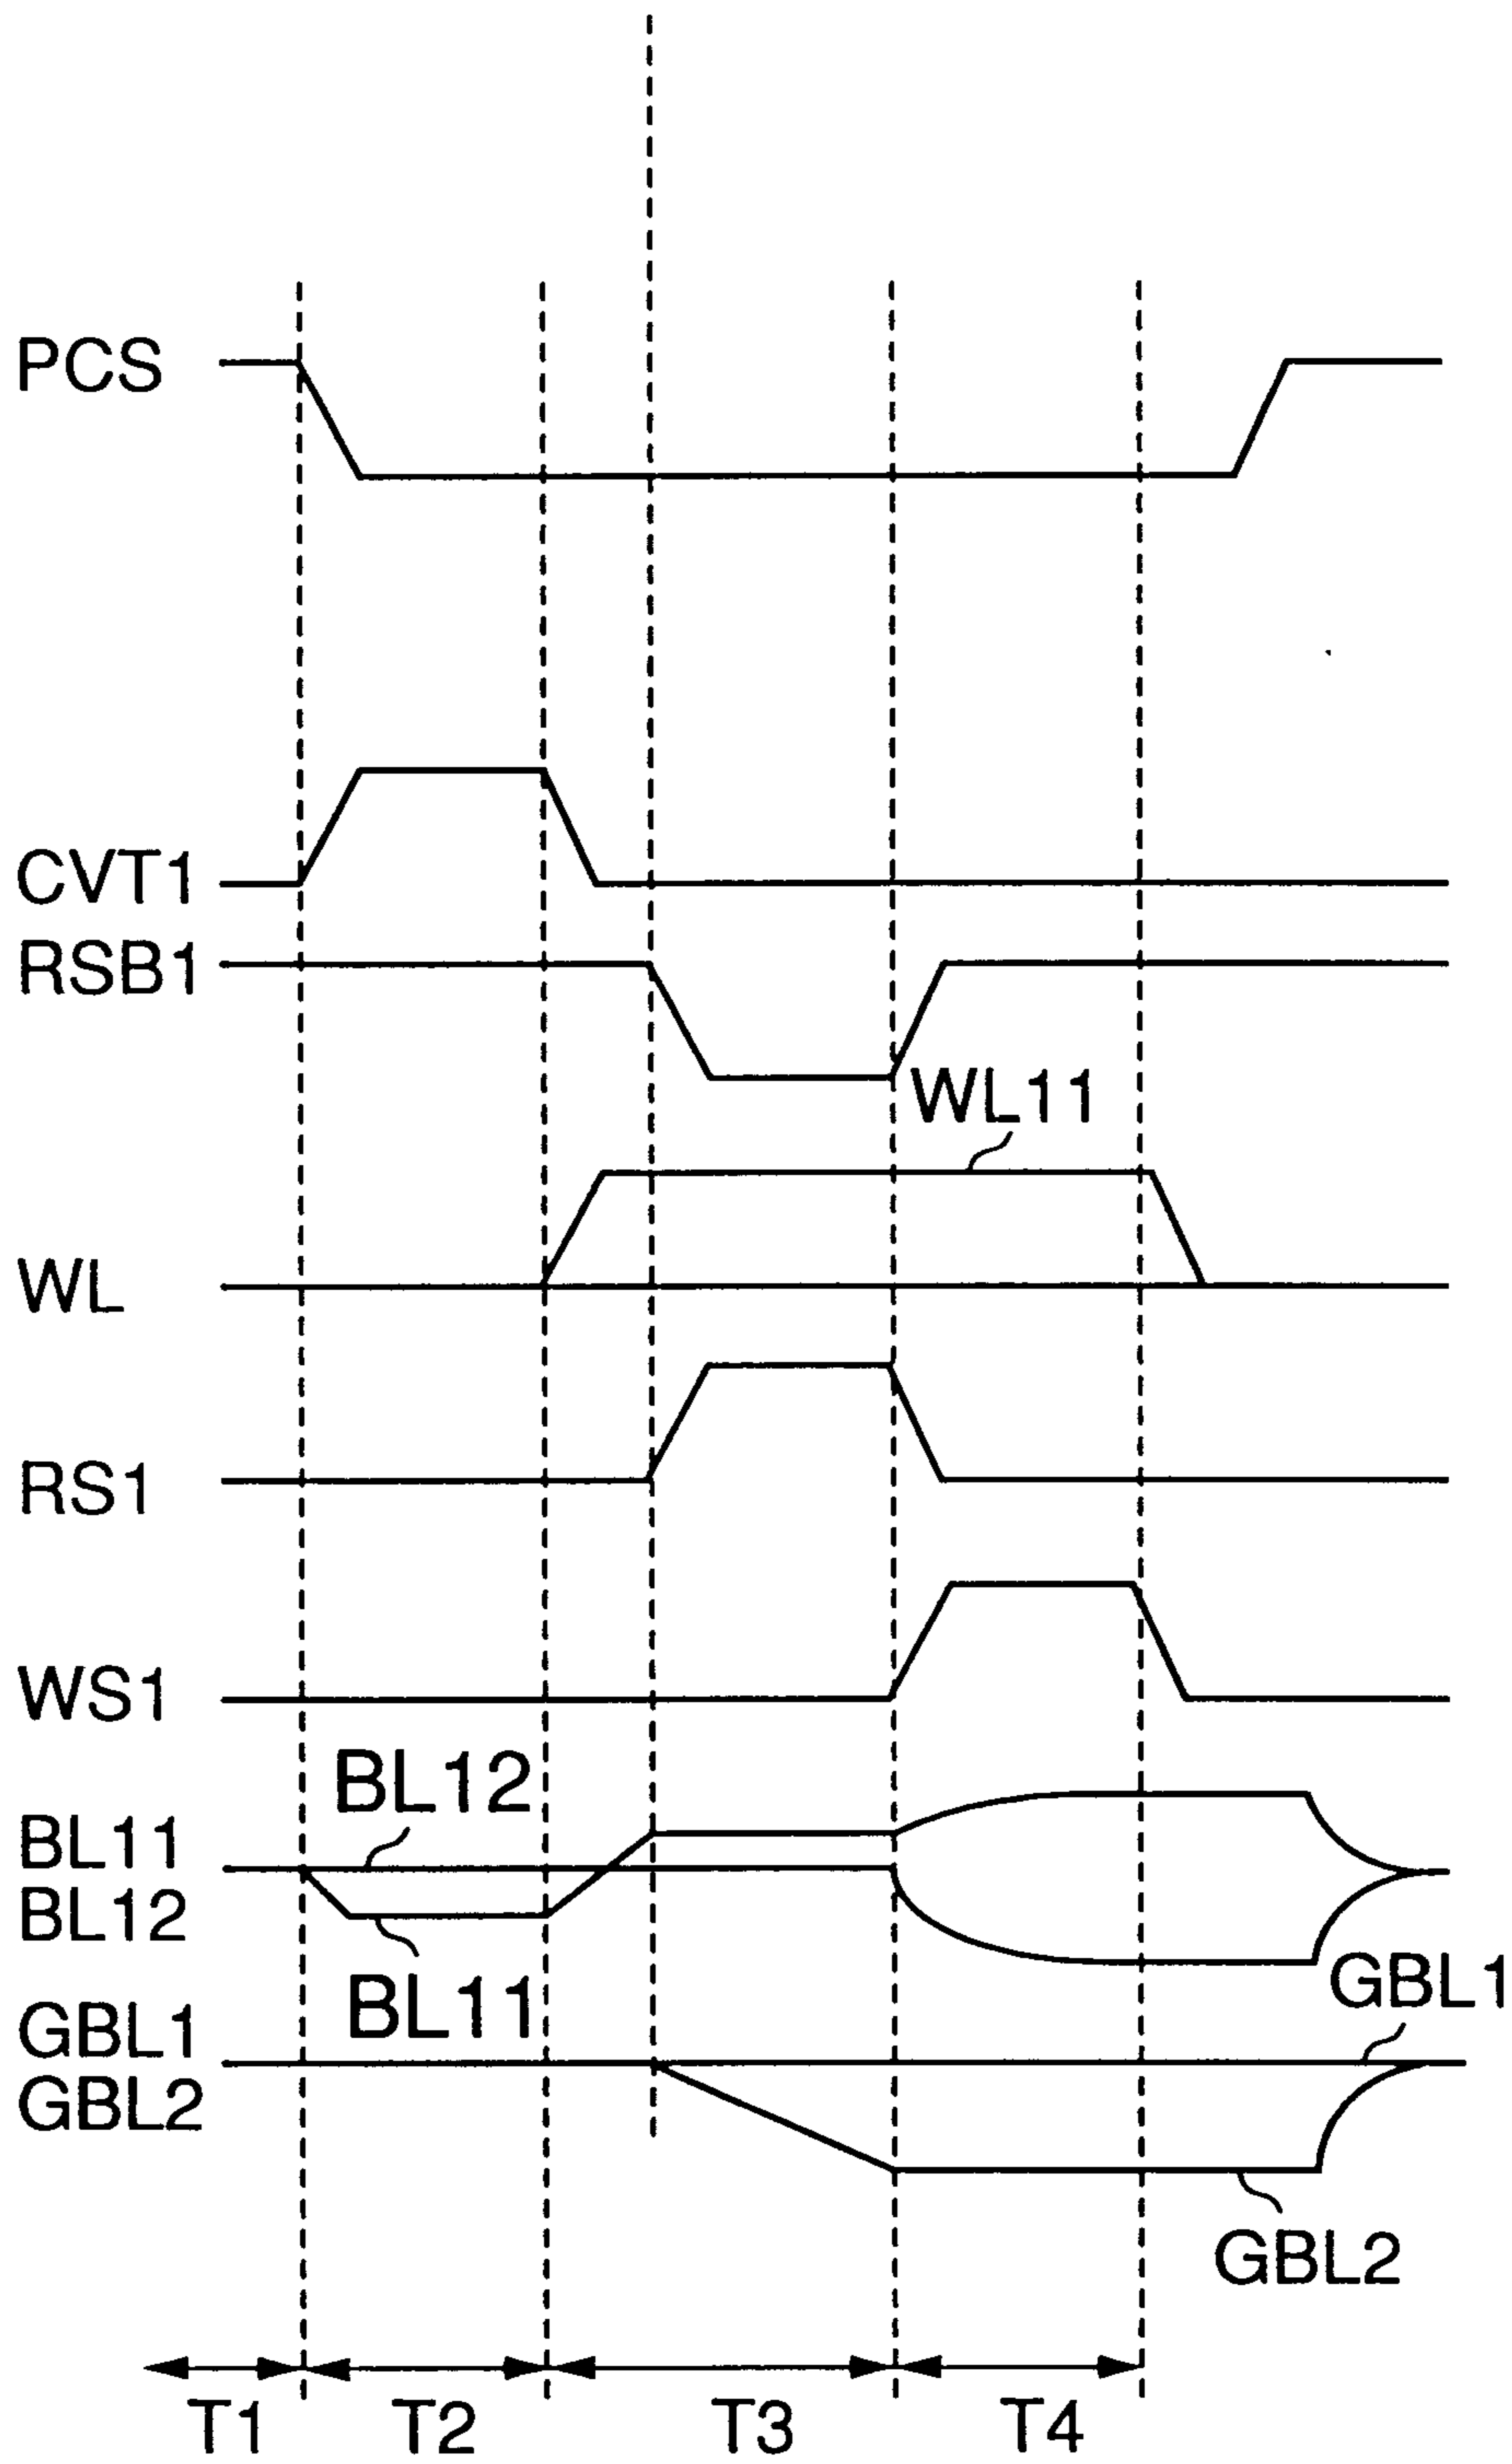 PCS
CVT1
RSB1
WL11
WL
RS1
WS1
BL12
BL11
BL12
BL11
GBL1
GBL1
GBL2
GBL2
T1 T2 T3 T4